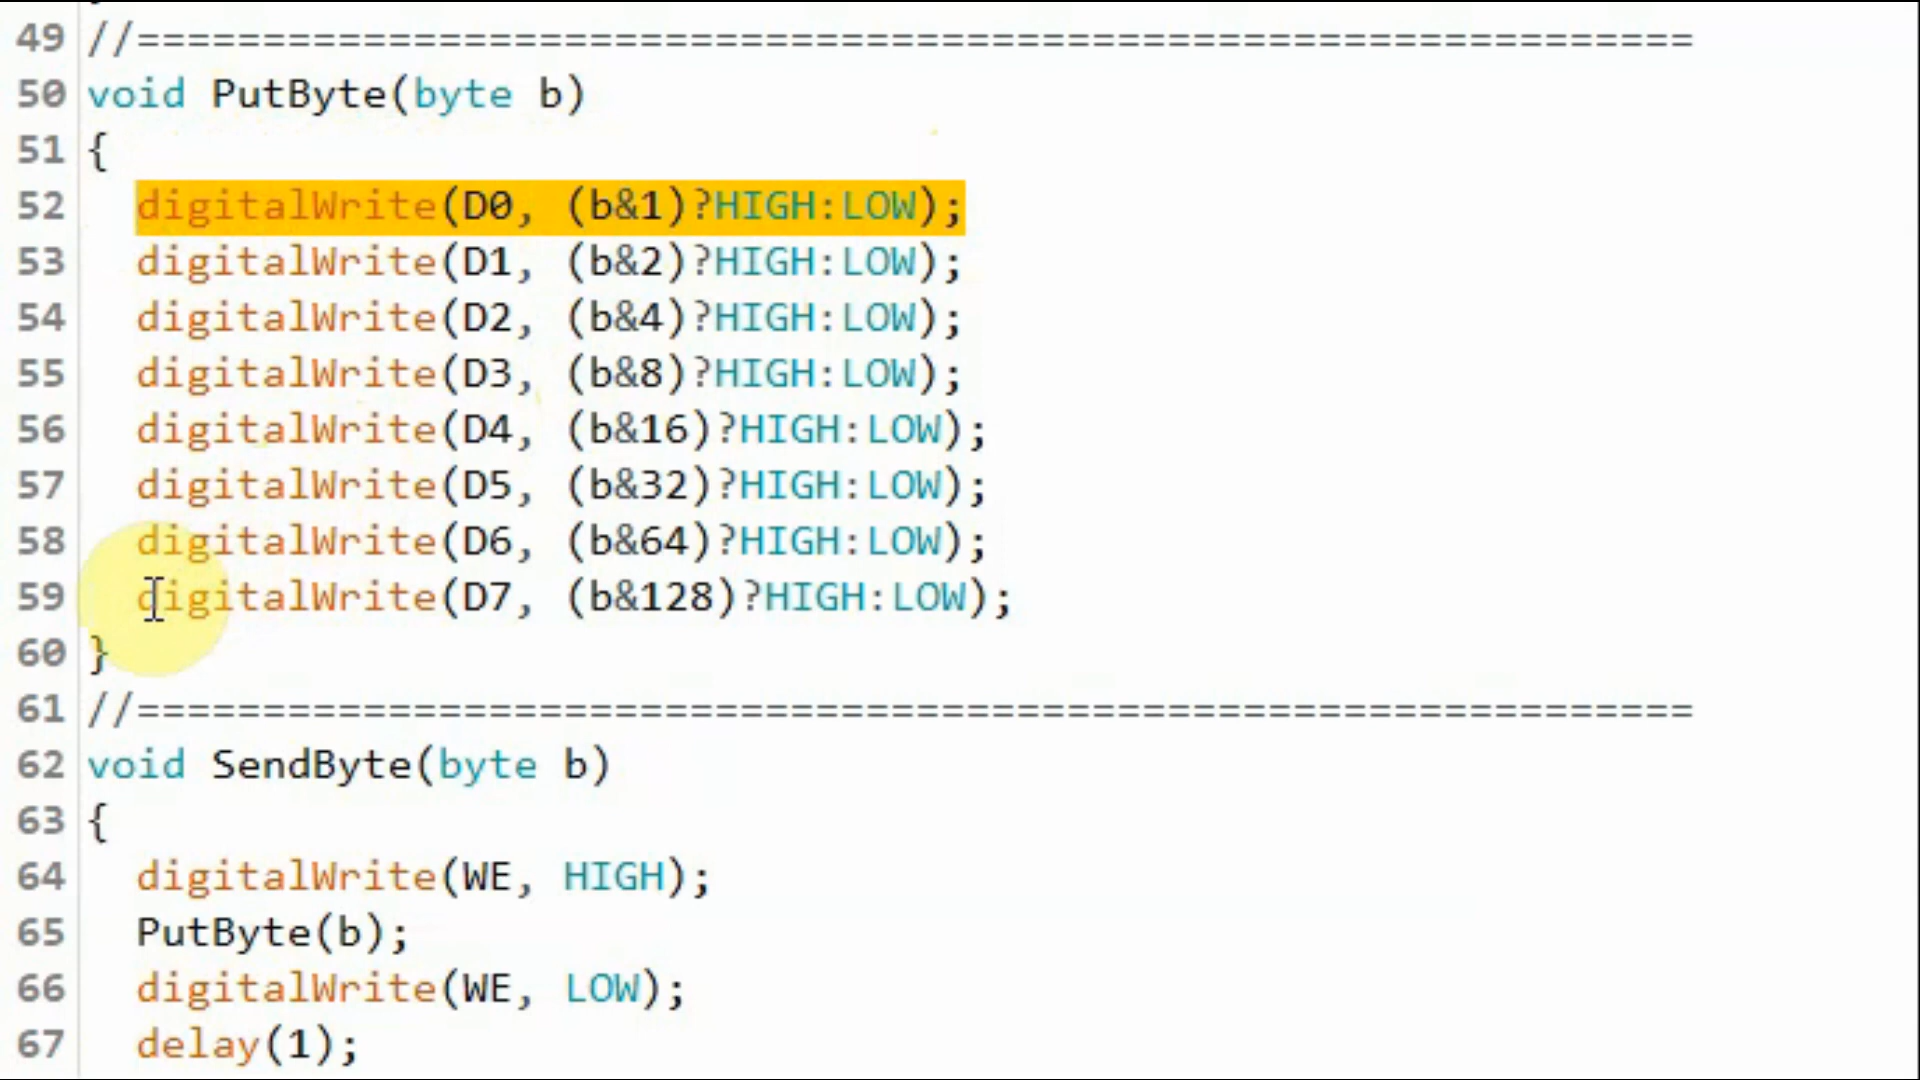 49 //==============================================================
50 void PutByte(byte b)
51 {
52 digitalWrite(D0, (b&1)?HIGH:LOW);
53 digitalWrite(D1, (b&2)?HIGH:LOW);
54 digitalWrite(D2, (b&4)?HIGH:LOW);
55 digitalWrite(D3, (b&8)?HIGH:LOW);
56 digitalWrite(D4, (b&16)?HIGH:LOW);
57 digitalWrite(D5, (b&32)?HIGH:LOW);
58 digitalWrite(D6, (b&64)?HIGH:LOW);
59 digitalWrite(D7, (b&128)?HIGH:LOW);
60 }
61 //==============================================================
62 void SendByte(byte b)
63 {
64 digitalWrite(WE, HIGH);
65 PutByte(b);
66 digitalWrite(WE, LOW);
67 delay(1);